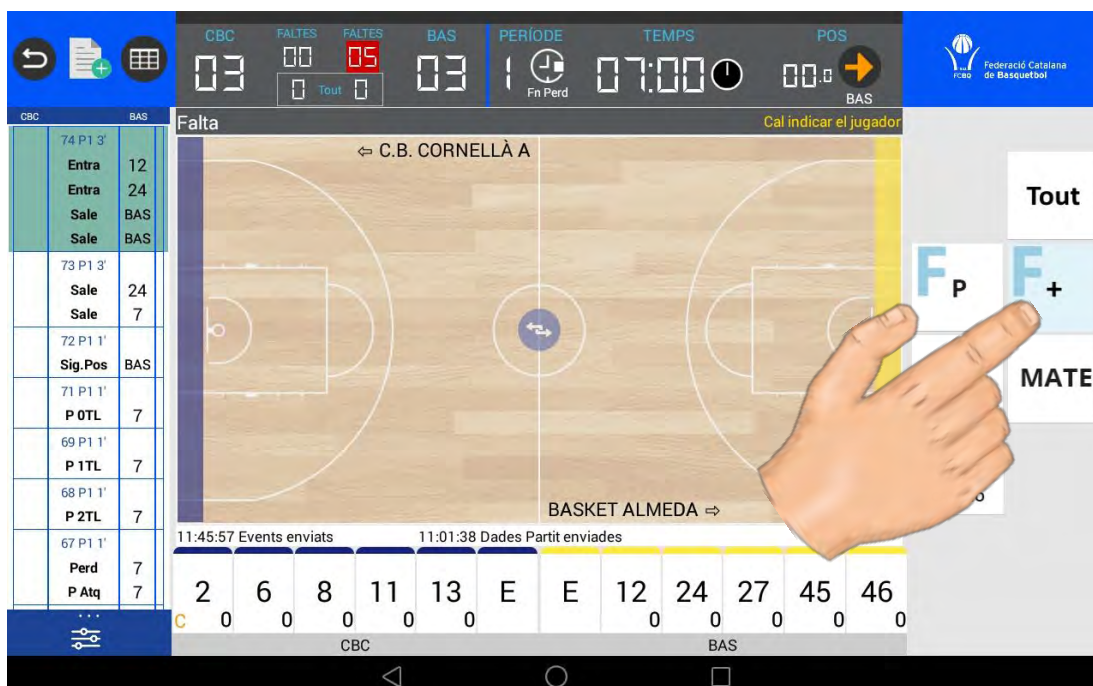 CBC FALTES FALTES BAS PERÍODE TEMPS POS
03 00 05 03 1 07:00 00.0
0 Tout 0 Fn Perd BAS
FCBQ Federació Catalana
de Basquetbol
CBC BAS
Falta Cal indicar el jugador
74 P1 3'
Entra 12
Entra 24
Sale BAS
Sale BAS
73 P1 3'
Sale 24
Sale 7
72 P1 1'
Sig.Pos BAS
71 P1 1'
P 0TL 7
69 P1 1'
P 1TL 7
68 P1 1'
P 2TL 7
67 P1 1'
Perd 7
P Atq 7
...
⇦ C.B. CORNELLÀ A
BASKET ALMEDA ⇨
Tout
F P F +
MATE
11:45:57 Events enviats 11:01:38 Dades Partit enviades
2 6 8 11 13 E E 12 24 27 45 46
C 0 0 0 0 0 0 0 0 0 0
CBC BAS